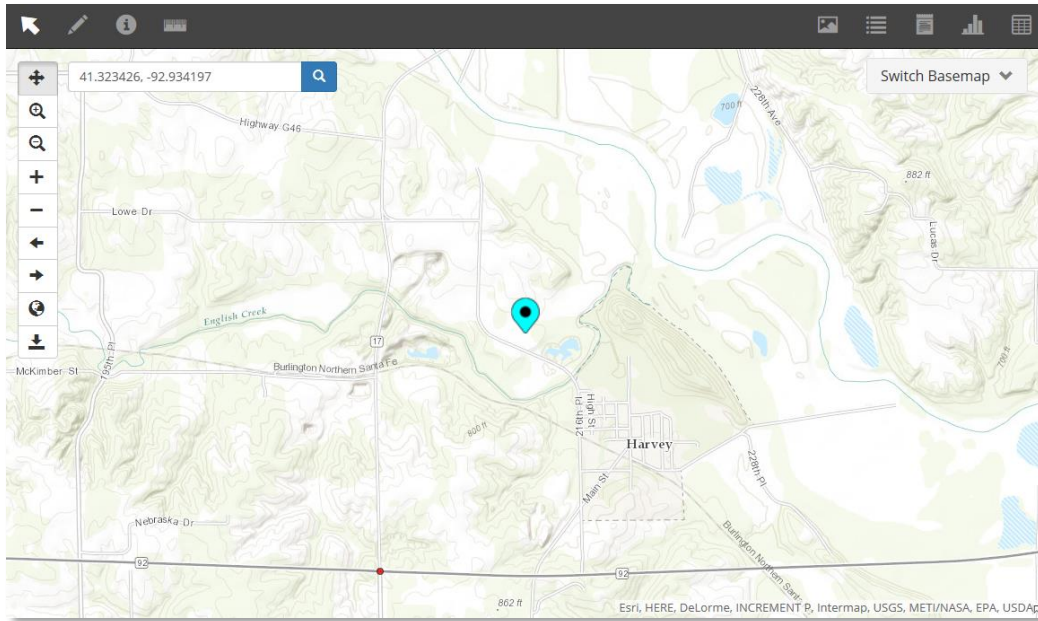 41.323426, -92.934197
Switch Basemap
228th Ave
700 ft
Highway G46
882 ft
Lowe Dr
Lucas Dr
English Creek
17
195th Pl
McKimber St
Burlington Northern Santa Fe
700 ft
216th Pl
High St
800 ft
Harvey
228th Pl
Main St
Nebraska Dr
Burlington Northern Santa
92
92
862 ft
Esri, HERE, DeLorme, INCREMENT P, Intermap, USGS, METI/NASA, EPA, USDAp